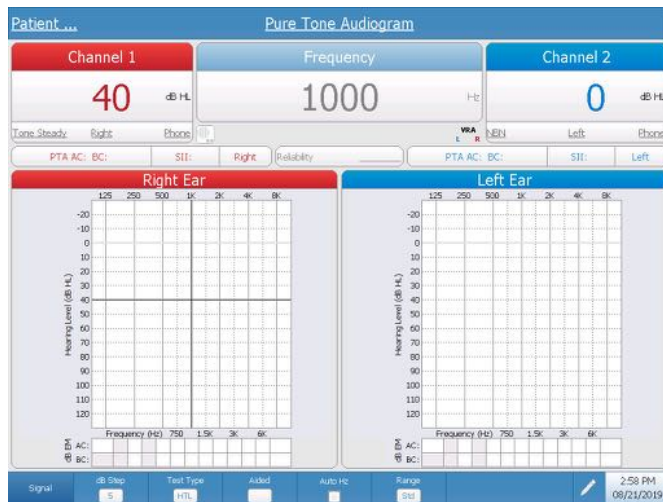 Patient ... Pure Tone Audiogram
Channel 1 Frequency Channel 2
40 dB HL 1000 Hz 0 dB HL
Tone Steady Right Phone VRA L R NBN Left Phone
PTA AC: BC: SII: Right Reliability PTA AC: BC: SII: Left
Right Ear Left Ear
125 250 500 1K 2K 4K 8K 125 250 500 1K 2K 4K 8K
-20 -20
-10 -10
0 0
10 10
20 20
30 30
40 40
50 50
60 60
70 70
80 80
90 90
100 100
110 110
120 120
Hearing Level (dB HL) Hearing Level (dB HL)
Frequency (Hz) 750 1.5K 3K 6K Frequency (Hz) 750 1.5K 3K 6K
dB EM AC: dB EM AC:
BC: BC:
Signal dB Step Test Type Aided Auto Hz Range 2:58 PM
5 HTL Std 08/21/2019